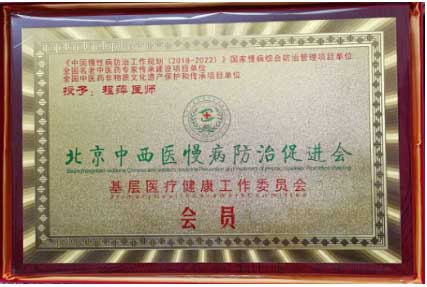 《中国慢性病防治工作规划（2018-2022）》国家慢病综合防治管理项目单位
全国名老中医药专家传承建设项目单位
全国中医药非物质文化遗产保护和传承项目单位
授予：程萍医师
北京中西医慢病防治促进会
基层医疗健康工作委员会
会员